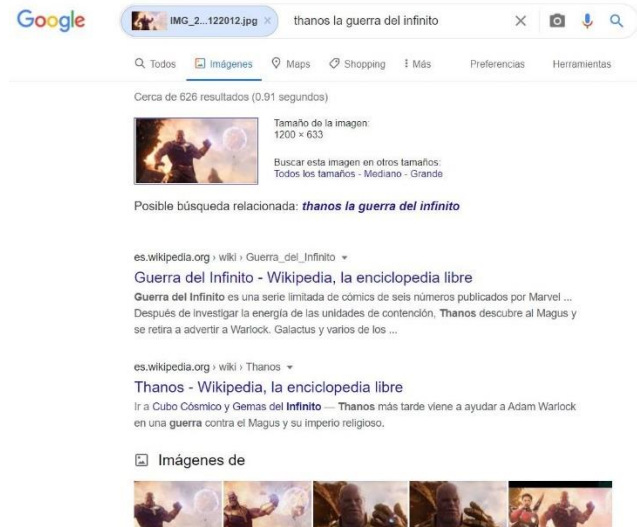 Google
IMG_2...122012.jpg × thanos la guerra del infinito
Todos Imágenes Maps Shopping Más Preferencias Herramientas
Cerca de 626 resultados (0.91 segundos)
Tamaño de la imagen:
1200 × 633
Buscar esta imagen en otros tamaños:
Todos los tamaños - Mediano - Grande
Posible búsqueda relacionada: thanos la guerra del infinito
es.wikipedia.org › wiki › Guerra_del_Infinito
Guerra del Infinito - Wikipedia, la enciclopedia libre
Guerra del Infinito es una serie limitada de cómics de seis números publicados por Marvel ...
Después de investigar la energía de las unidades de contención, Thanos descubre al Magus y
se retira a advertir a Warlock. Galactus y varios de los ...
es.wikipedia.org › wiki › Thanos
Thanos - Wikipedia, la enciclopedia libre
Ir a Cubo Cósmico y Gemas del Infinito — Thanos más tarde viene a ayudar a Adam Warlock
en una guerra contra el Magus y su imperio religioso.
Imágenes de